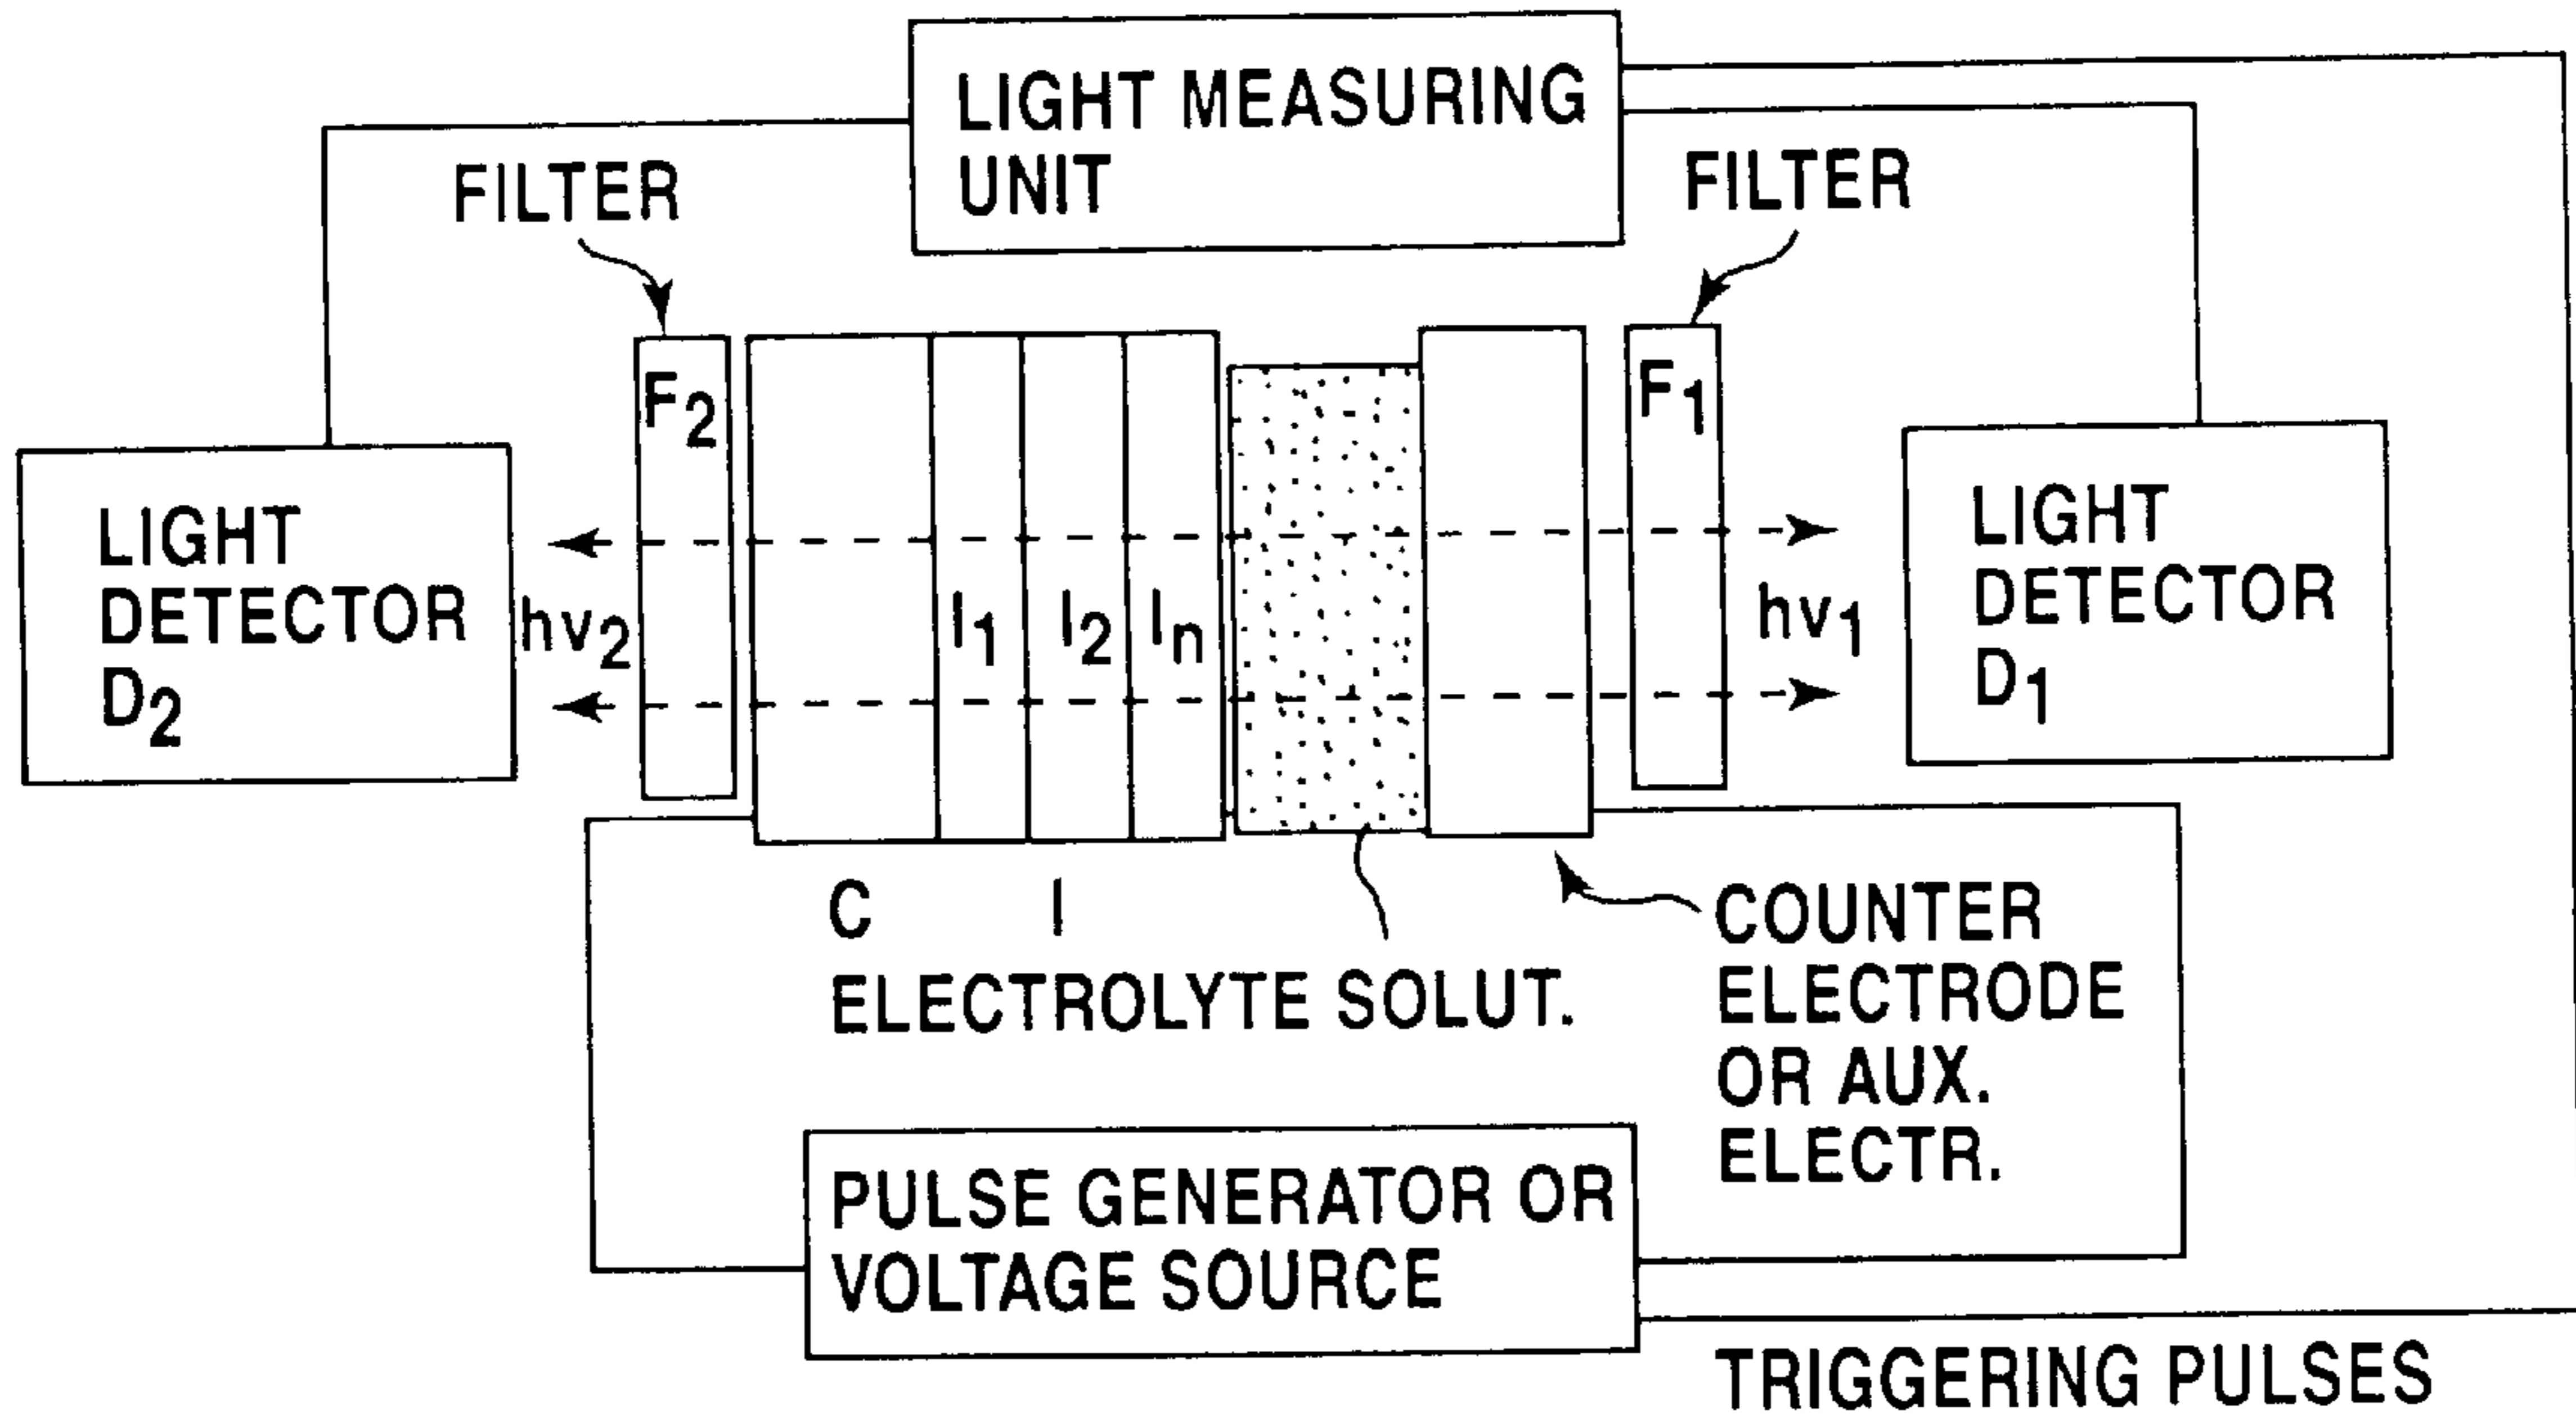 LIGHT MEASURING
UNIT
FILTER
FILTER
F2
F1
LIGHT
DETECTOR
D2
hv2
I1
I2
In
hv1
LIGHT
DETECTOR
D1
C
I
ELECTROLYTE SOLUT.
COUNTER
ELECTRODE
OR AUX.
ELECTR.
PULSE GENERATOR OR
VOLTAGE SOURCE
TRIGGERING PULSES